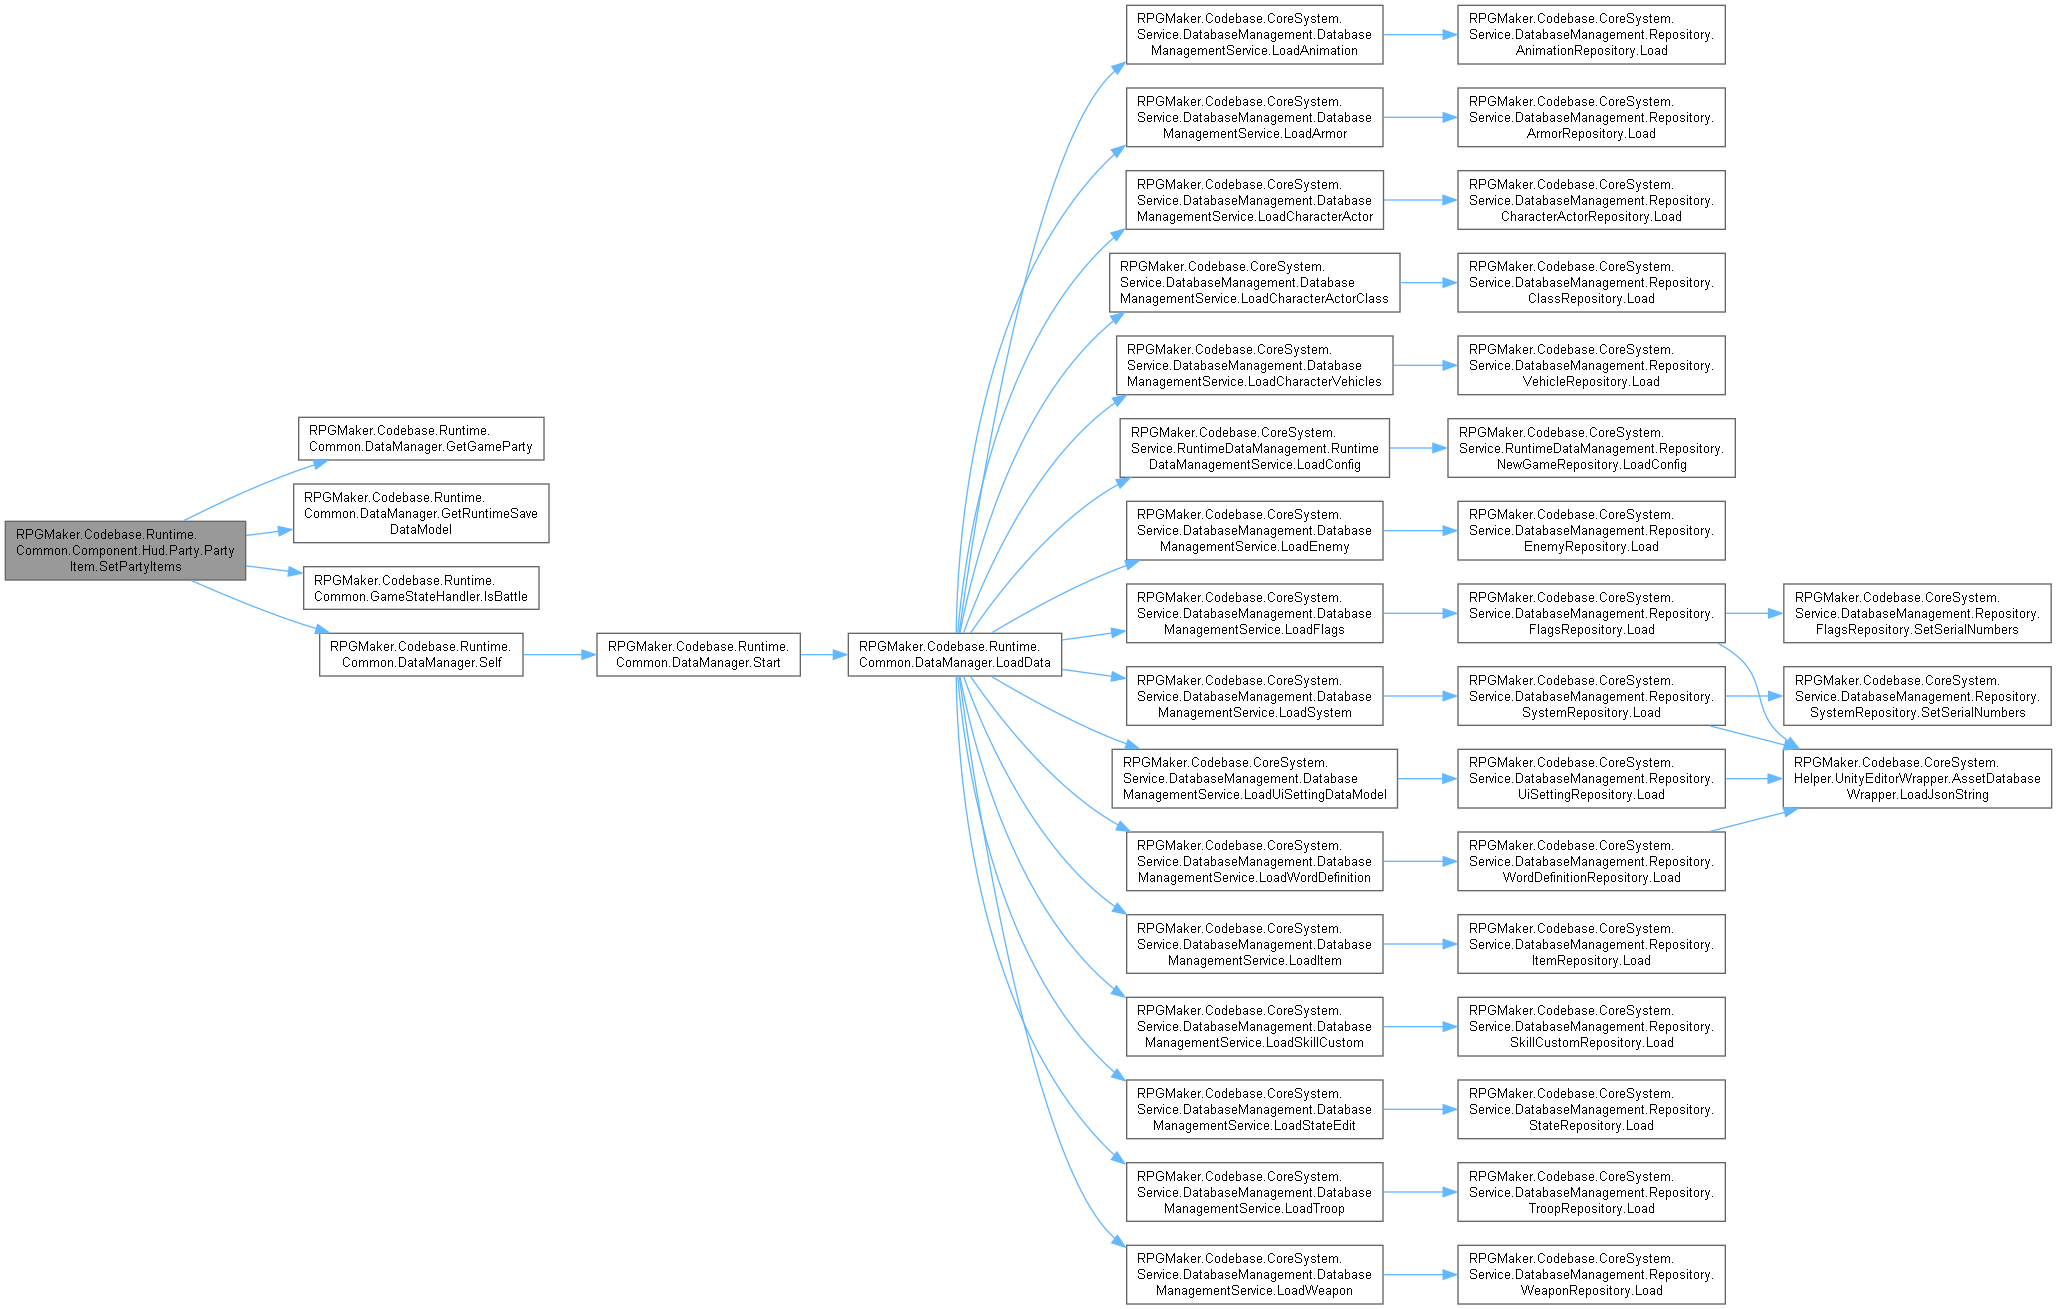 RPGMaker.Codebase.Runtime.
Common.Component.Hud.Party.Party
Item.SetPartyItems
RPGMaker.Codebase.Runtime.
Common.DataManager.GetGameParty
RPGMaker.Codebase.Runtime.
Common.DataManager.GetRuntimeSave
DataModel
RPGMaker.Codebase.Runtime.
Common.GameStateHandler.IsBattle
RPGMaker.Codebase.Runtime.
Common.DataManager.Self
RPGMaker.Codebase.Runtime.
Common.DataManager.Start
RPGMaker.Codebase.Runtime.
Common.DataManager.LoadData
RPGMaker.Codebase.CoreSystem.
Service.DatabaseManagement.Database
ManagementService.LoadAnimation
RPGMaker.Codebase.CoreSystem.
Service.DatabaseManagement.Repository.
AnimationRepository.Load
RPGMaker.Codebase.CoreSystem.
Service.DatabaseManagement.Database
ManagementService.LoadArmor
RPGMaker.Codebase.CoreSystem.
Service.DatabaseManagement.Repository.
ArmorRepository.Load
RPGMaker.Codebase.CoreSystem.
Service.DatabaseManagement.Database
ManagementService.LoadCharacterActor
RPGMaker.Codebase.CoreSystem.
Service.DatabaseManagement.Repository.
CharacterActorRepository.Load
RPGMaker.Codebase.CoreSystem.
Service.DatabaseManagement.Database
ManagementService.LoadCharacterActorClass
RPGMaker.Codebase.CoreSystem.
Service.DatabaseManagement.Repository.
ClassRepository.Load
RPGMaker.Codebase.CoreSystem.
Service.DatabaseManagement.Database
ManagementService.LoadCharacterVehicles
RPGMaker.Codebase.CoreSystem.
Service.DatabaseManagement.Repository.
VehicleRepository.Load
RPGMaker.Codebase.CoreSystem.
Service.RuntimeDataManagement.Runtime
DataManagementService.LoadConfig
RPGMaker.Codebase.CoreSystem.
Service.RuntimeDataManagement.Repository.
NewGameRepository.LoadConfig
RPGMaker.Codebase.CoreSystem.
Service.DatabaseManagement.Database
ManagementService.LoadEnemy
RPGMaker.Codebase.CoreSystem.
Service.DatabaseManagement.Repository.
EnemyRepository.Load
RPGMaker.Codebase.CoreSystem.
Service.DatabaseManagement.Database
ManagementService.LoadFlags
RPGMaker.Codebase.CoreSystem.
Service.DatabaseManagement.Repository.
FlagsRepository.Load
RPGMaker.Codebase.CoreSystem.
Service.DatabaseManagement.Repository.
FlagsRepository.SetSerialNumbers
RPGMaker.Codebase.CoreSystem.
Service.DatabaseManagement.Database
ManagementService.LoadSystem
RPGMaker.Codebase.CoreSystem.
Service.DatabaseManagement.Repository.
SystemRepository.Load
RPGMaker.Codebase.CoreSystem.
Service.DatabaseManagement.Repository.
SystemRepository.SetSerialNumbers
RPGMaker.Codebase.CoreSystem.
Service.DatabaseManagement.Database
ManagementService.LoadUiSettingDataModel
RPGMaker.Codebase.CoreSystem.
Service.DatabaseManagement.Repository.
UiSettingRepository.Load
RPGMaker.Codebase.CoreSystem.
Helper.UnityEditorWrapper.AssetDatabase
Wrapper.LoadJsonString
RPGMaker.Codebase.CoreSystem.
Service.DatabaseManagement.Database
ManagementService.LoadWordDefinition
RPGMaker.Codebase.CoreSystem.
Service.DatabaseManagement.Repository.
WordDefinitionRepository.Load
RPGMaker.Codebase.CoreSystem.
Service.DatabaseManagement.Database
ManagementService.LoadItem
RPGMaker.Codebase.CoreSystem.
Service.DatabaseManagement.Repository.
ItemRepository.Load
RPGMaker.Codebase.CoreSystem.
Service.DatabaseManagement.Database
ManagementService.LoadSkillCustom
RPGMaker.Codebase.CoreSystem.
Service.DatabaseManagement.Repository.
SkillCustomRepository.Load
RPGMaker.Codebase.CoreSystem.
Service.DatabaseManagement.Database
ManagementService.LoadStateEdit
RPGMaker.Codebase.CoreSystem.
Service.DatabaseManagement.Repository.
StateRepository.Load
RPGMaker.Codebase.CoreSystem.
Service.DatabaseManagement.Database
ManagementService.LoadTroop
RPGMaker.Codebase.CoreSystem.
Service.DatabaseManagement.Repository.
TroopRepository.Load
RPGMaker.Codebase.CoreSystem.
Service.DatabaseManagement.Database
ManagementService.LoadWeapon
RPGMaker.Codebase.CoreSystem.
Service.DatabaseManagement.Repository.
WeaponRepository.Load